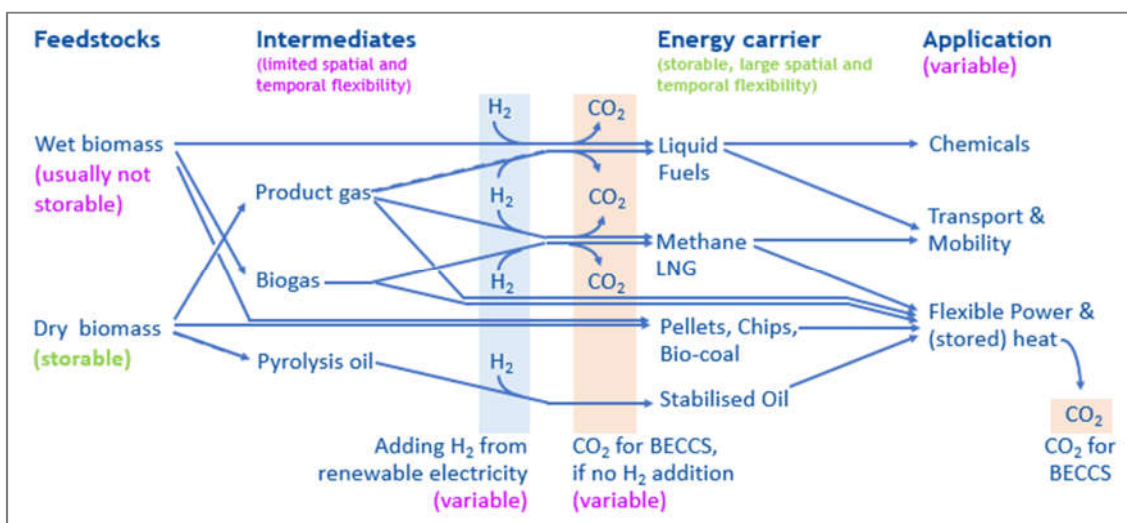 Feedstocks
Intermediates
(limited spatial and
temporal flexibility)
Energy carrier
(storable, large spatial and
temporal flexibility)
Application
(variable)
Wet biomass
(usually not
storable)
Dry biomass
(storable)
Product gas
Biogas
Pyrolysis oil
H2
H2
H2
H2
H2
Adding H2 from
renewable electricity
(variable)
CO2
CO2
CO2
CO2
CO2 for BECCS,
if no H2 addition
(variable)
Liquid
Fuels
Methane
LNG
Pellets, Chips,
Bio-coal
Stabilised Oil
Chemicals
Transport &
Mobility
Flexible Power &
(stored) heat
CO2
CO2 for
BECCS